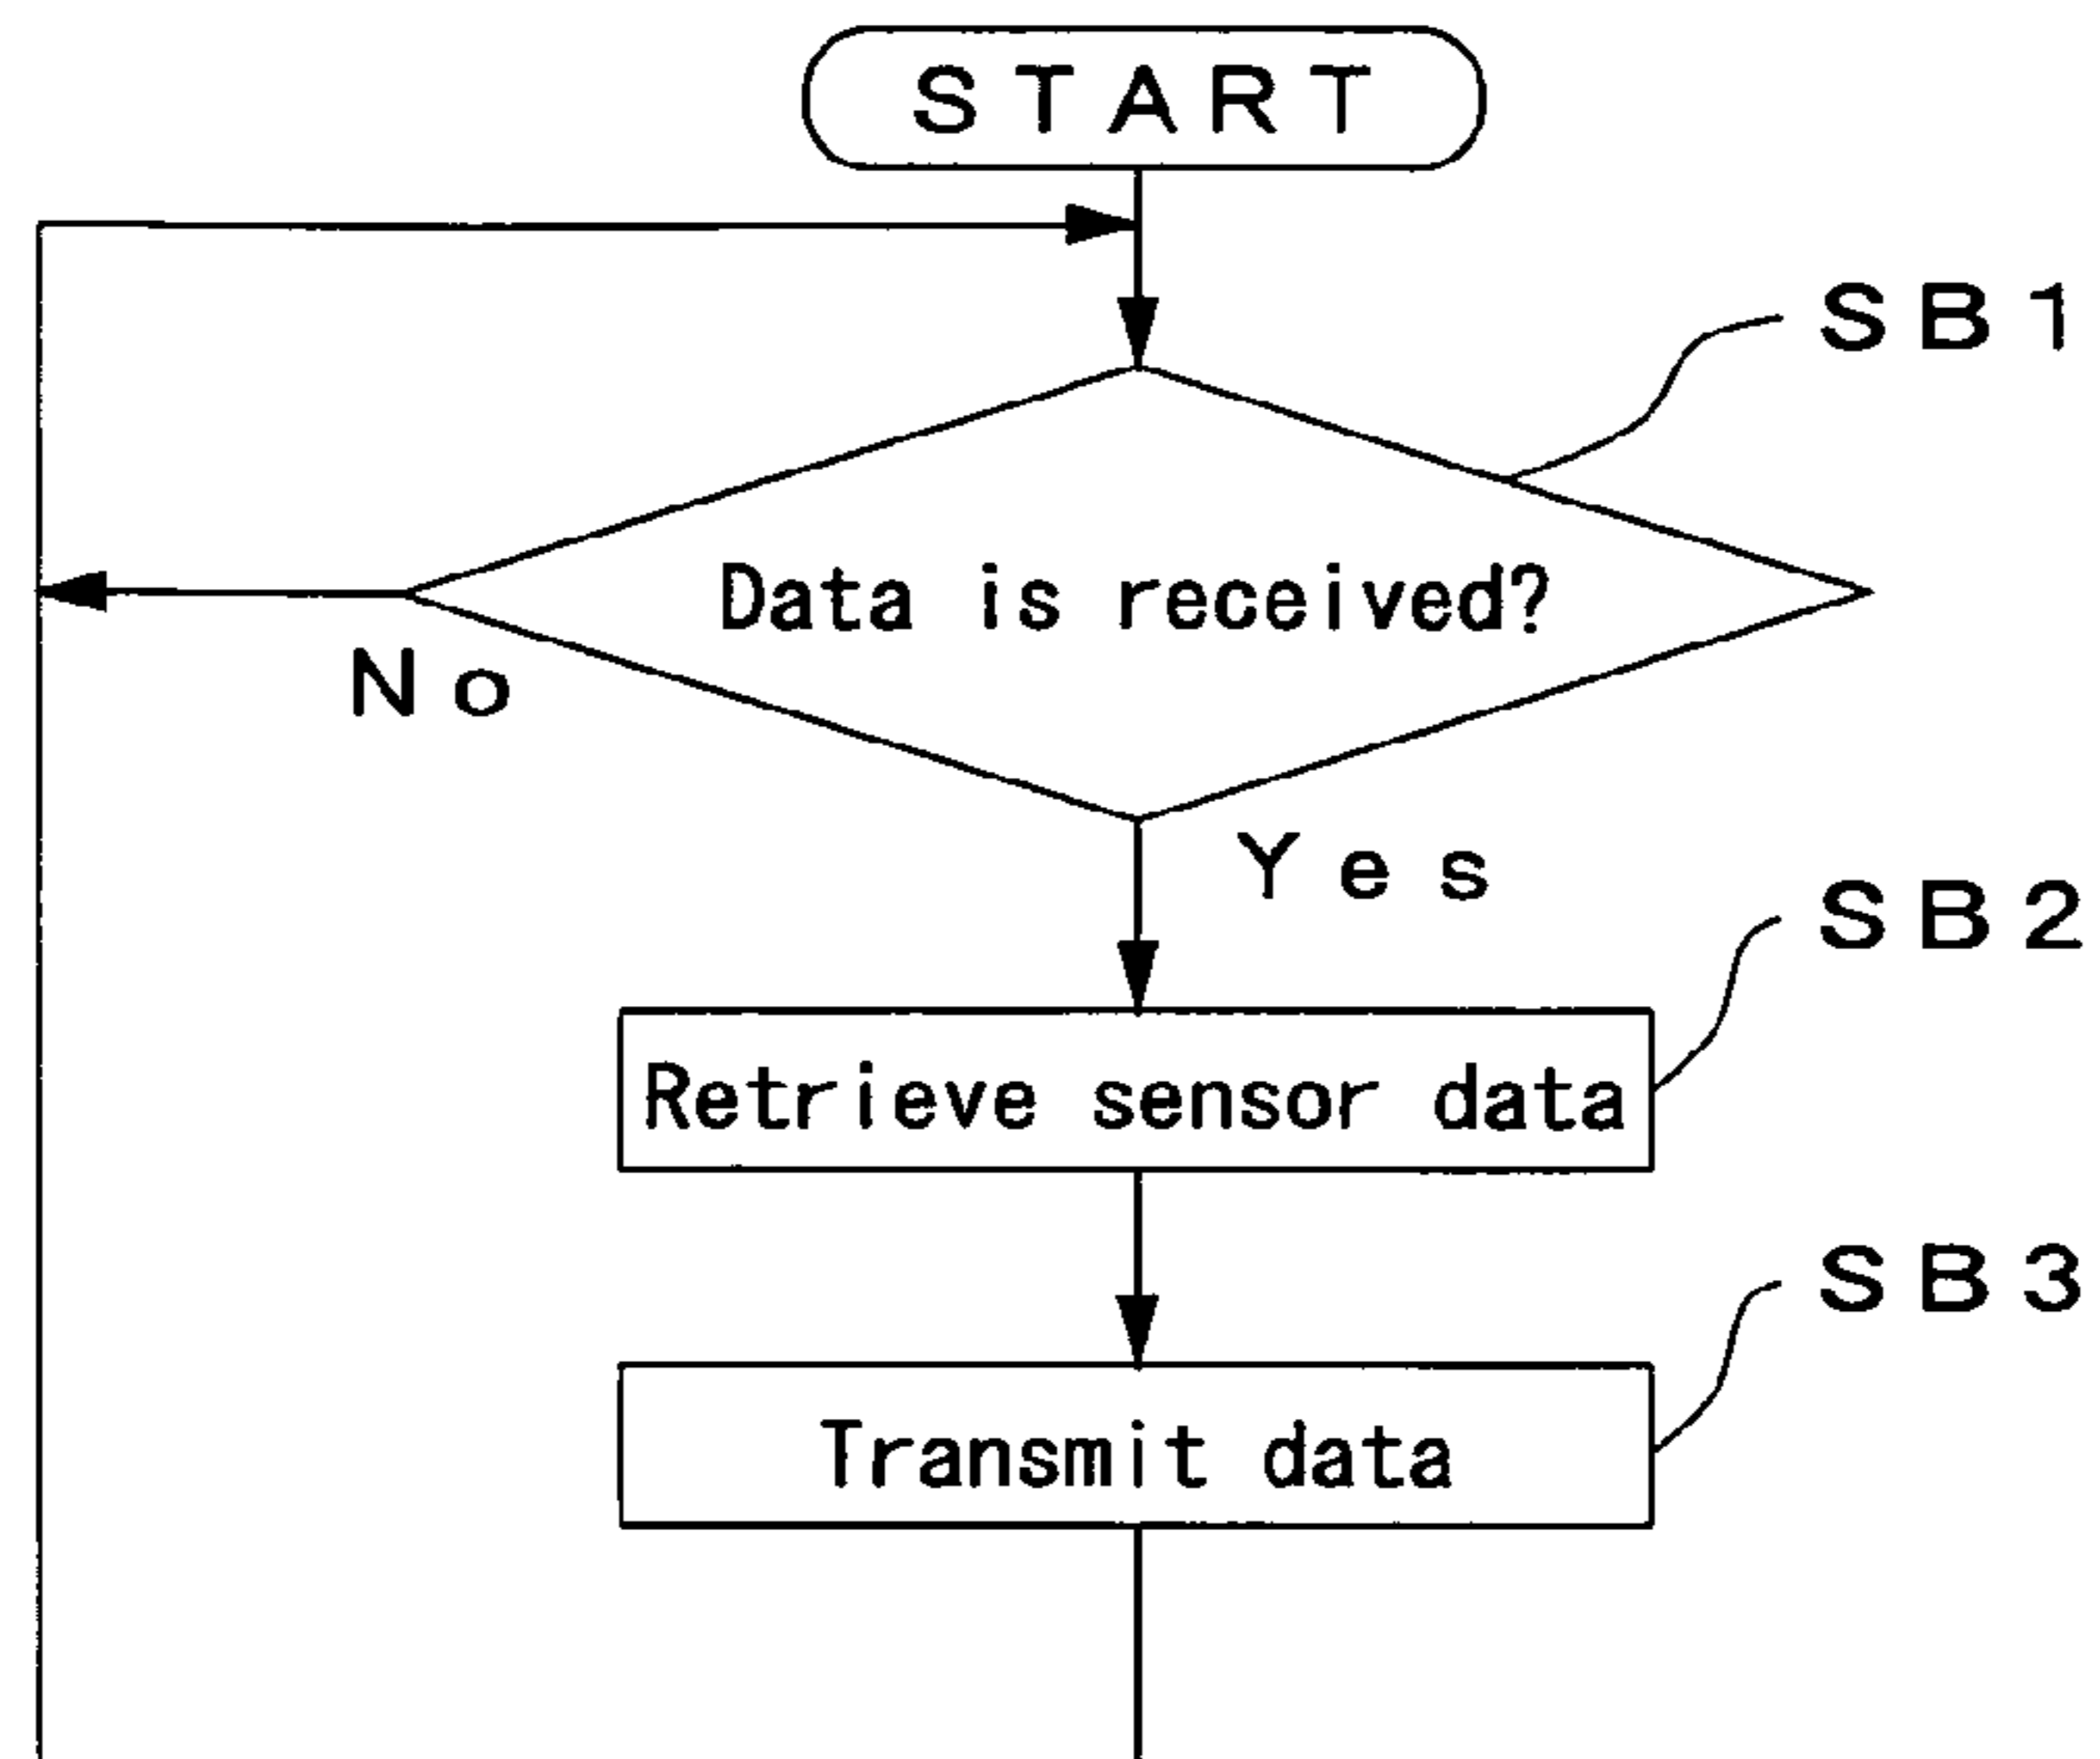 START
SB1
Data is received?
No
Yes
SB2
Retrieve sensor data
SB3
Transmit data